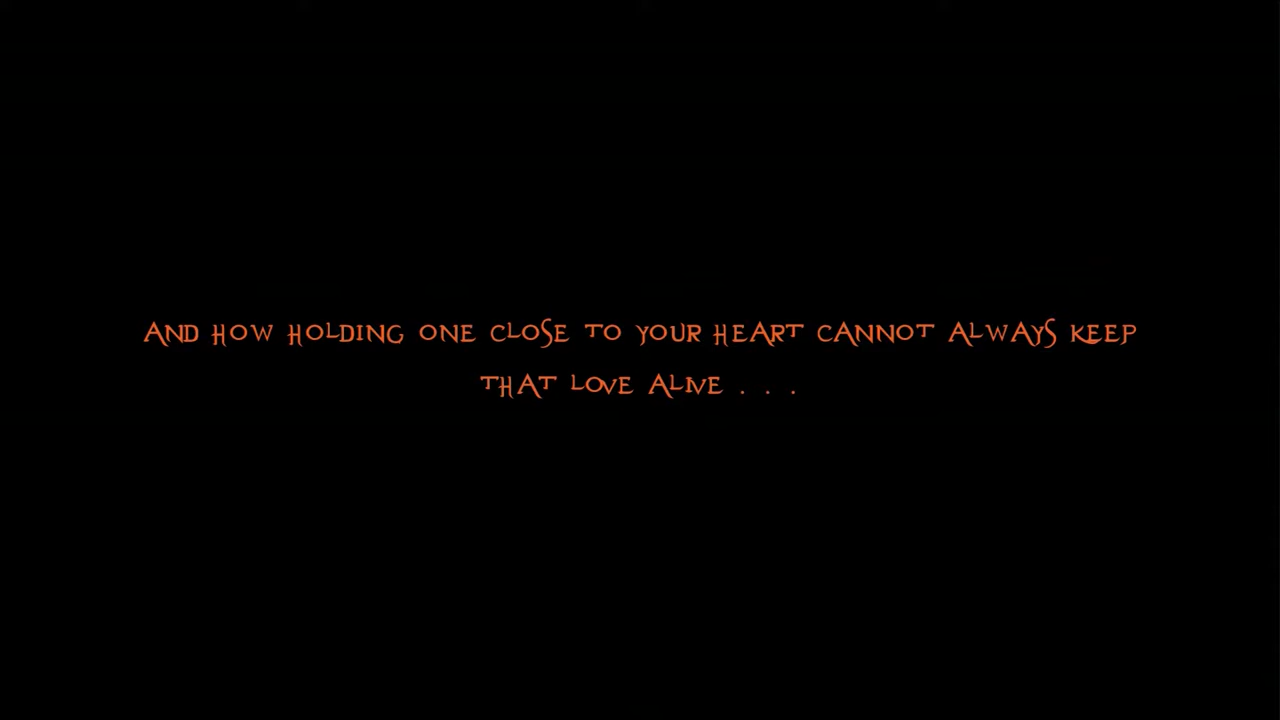 AND HOW HOLDING ONE CLOSE TO YOUR HEART CANNOT ALWAYS KEEP
THAT LOVE ALIVE . . .